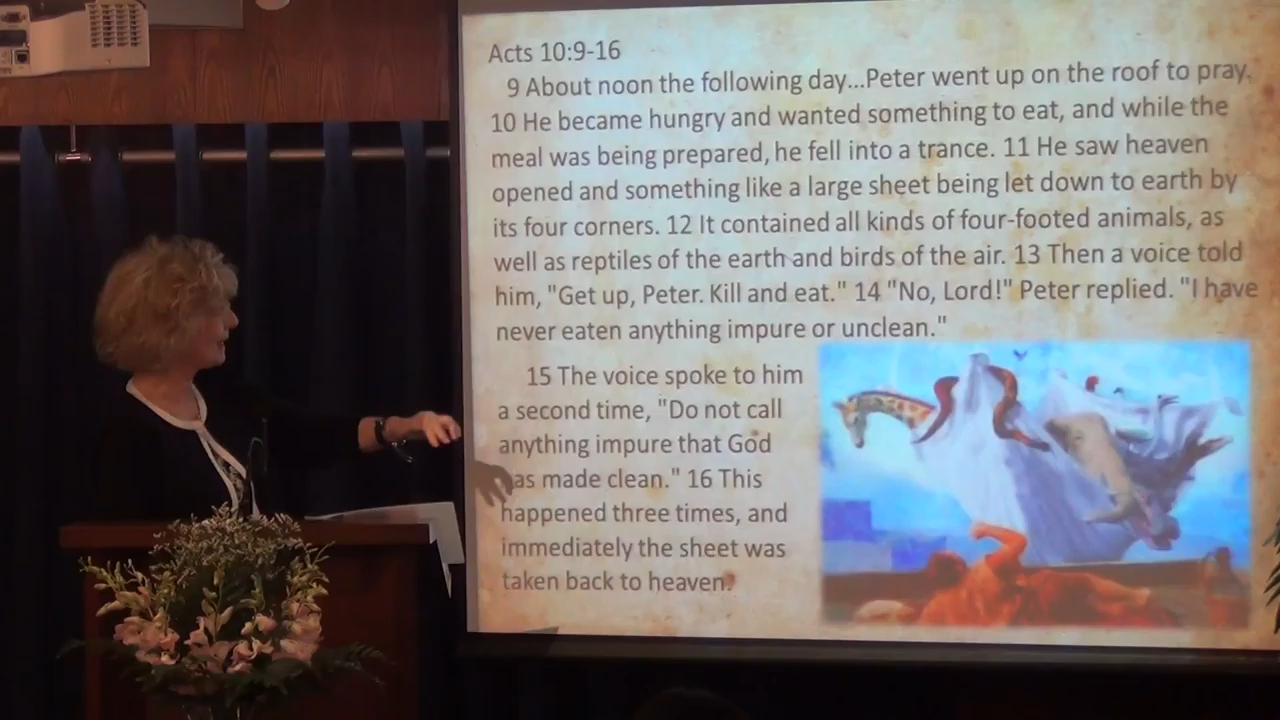 Acts 10:9-16
9 About noon the following day...Peter went up on the roof to pray.
10 He became hungry and wanted something to eat, and while the
meal was being prepared, he fell into a trance. 11 He saw heaven
opened and something like a large sheet being let down to earth by
its four corners. 12 It contained all kinds of four-footed animals, as
well as reptiles of the earth and birds of the air. 13 Then a voice told
him, "Get up, Peter. Kill and eat." 14 "No, Lord!" Peter replied. "I have
never eaten anything impure or unclean."
15 The voice spoke to him
a second time, "Do not call
anything impure that God
as made clean." 16 This
happened three times, and
immediately the sheet was
taken back to heaven.